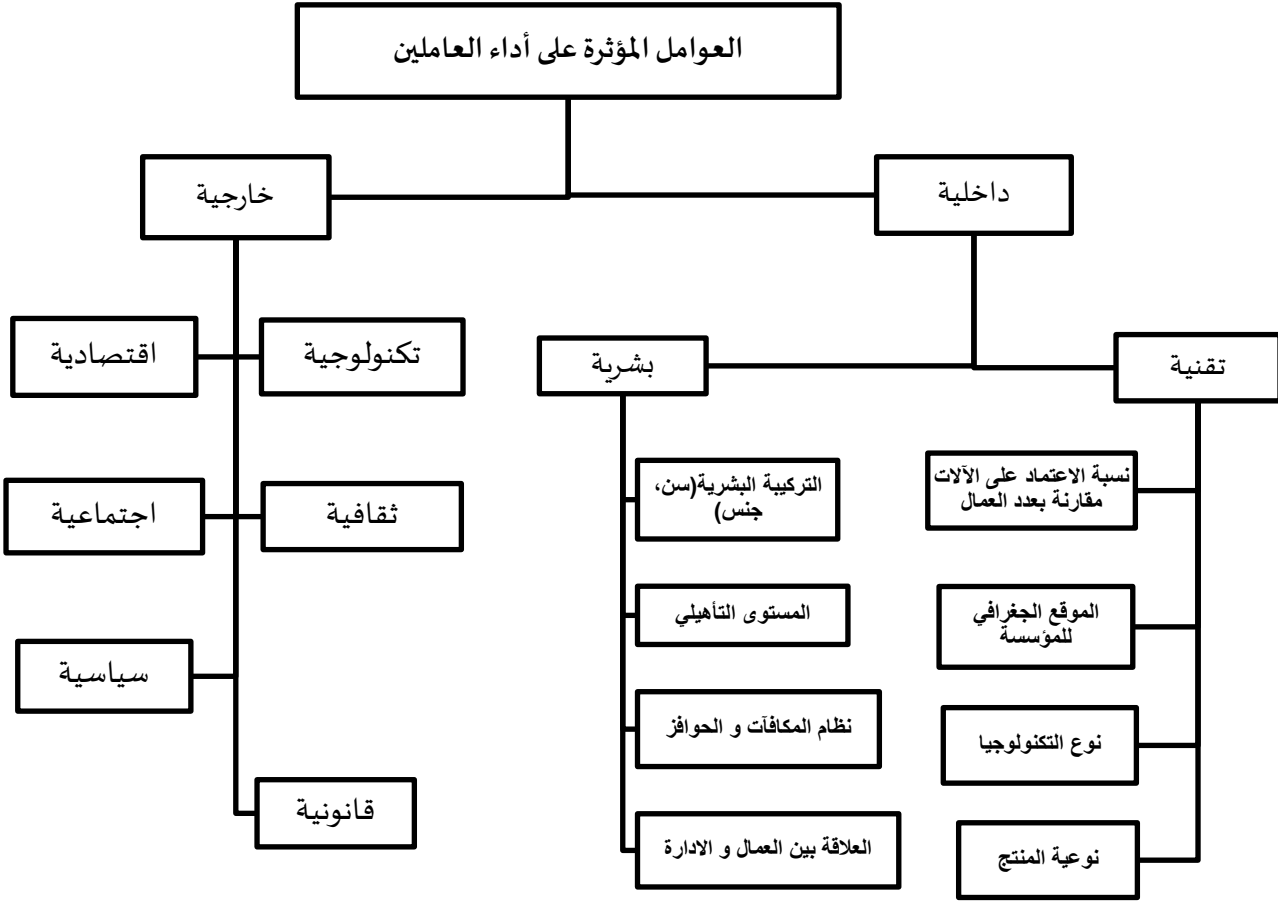 العوامل المؤثرة على أداء العاملين
داخلية
خارجية
تقنية
بشرية
تكنولوجية
اقتصادية
نسبة الاعتماد على الآلات
مقارنة بعدد العمال
التركيبة البشرية(سن،
جنس)
ثقافية
اجتماعية
الموقع الجغرافي
للمؤسسة
المستوى التأهيلي
سياسية
نوع التكنولوجيا
نظام المكافآت و الحوافز
قانونية
نوعية المنتج
العلاقة بين العمال و الادارة